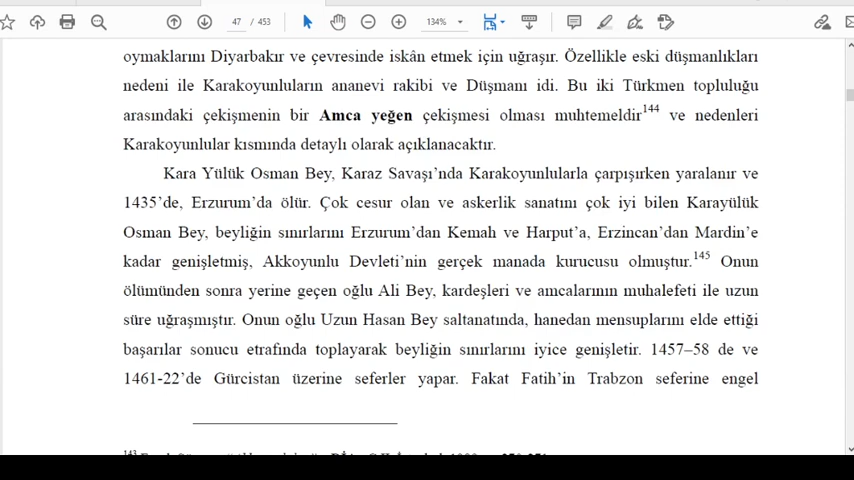 47 / 453
134%
oymaklarını Diyarbakır ve çevresinde iskân etmek için uğraşır. Özellikle eski düşmanlıkları
nedeni ile Karakoyunluların ananevi rakibi ve Düşmanı idi. Bu iki Türkmen topluluğu
arasındaki çekişmenin bir Amca yeğen çekişmesi olması muhtemeldir144 ve nedenleri
Karakoyunlular kısmında detaylı olarak açıklanacaktır.
Kara Yülük Osman Bey, Karaz Savaşı’nda Karakoyunlularla çarpışırken yaralanır ve
1435’de, Erzurum’da ölür. Çok cesur olan ve askerlik sanatını çok iyi bilen Karayülük
Osman Bey, beyliğin sınırlarını Erzurum’dan Kemah ve Harput’a, Erzincan’dan Mardin’e
kadar genişletmiş, Akkoyunlu Devleti’nin gerçek manada kurucusu olmuştur.145 Onun
ölümünden sonra yerine geçen oğlu Ali Bey, kardeşleri ve amcalarının muhalefeti ile uzun
süre uğraşmıştır. Onun oğlu Uzun Hasan Bey saltanatında, hanedan mensuplarını elde ettiği
başarılar sonucu etrafında toplayarak beyliğin sınırlarını iyice genişletir. 1457–58 de ve
1461-22’de Gürcistan üzerine seferler yapar. Fakat Fatih’in Trabzon seferine engel
143